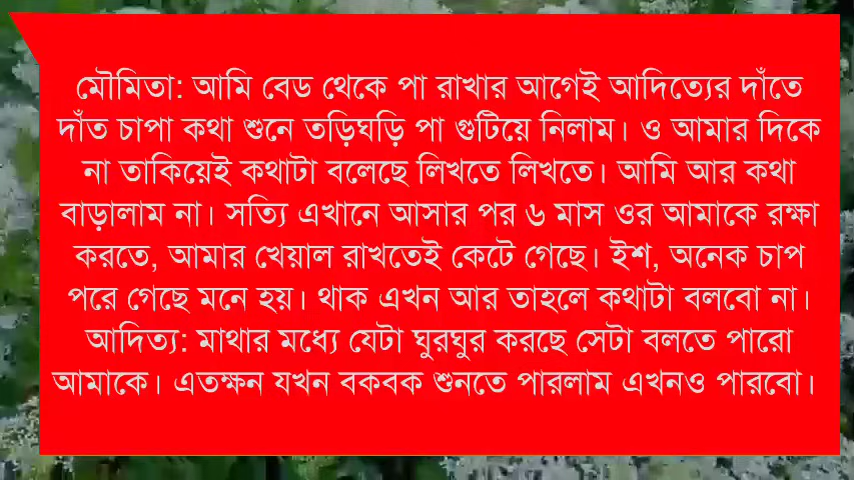 মৌমিতা: আমি বেড থেকে পা রাখার আগেই আদিত্যের দাঁতে
দাঁত চাপা কথা শুনে তড়িঘড়ি পা গুটিয়ে নিলাম। ও আমার দিকে
না তাকিয়েই কথাটা বলেছে লিখতে লিখতে। আমি আর কথা
বাড়ালাম না। সত্যি এখানে আসার পর ৬ মাস ওর আমাকে রক্ষা
করতে, আমার খেয়াল রাখতেই কেটে গেছে। ইশ, অনেক চাপ
পরে গেছে মনে হয়। থাক এখন আর তাহলে কথাটা বলবো না।
আদিত্য: মাথার মধ্যে যেটা ঘুরঘুর করছে সেটা বলতে পারো
আমাকে। এতক্ষন যখন বকবক শুনতে পারলাম এখনও পারবো।